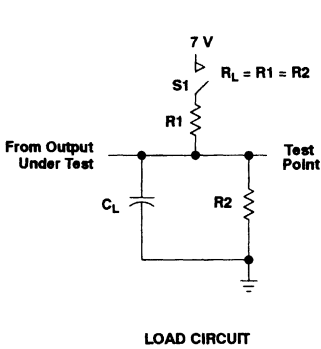 7 V
S1
R_L = R1 = R2
R1
From Output
Under Test
Test
Point
C_L
R2
LOAD CIRCUIT